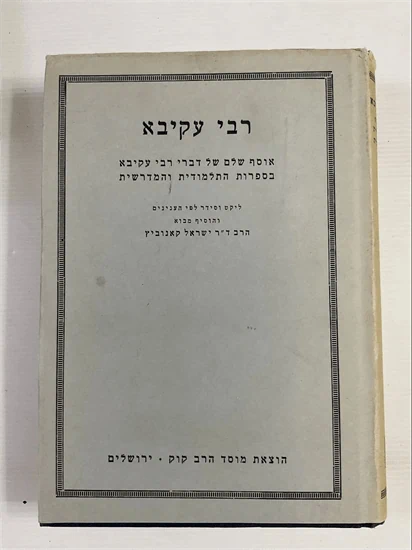 רבי עקיבא
אוסף שלם של דברי רבי עקיבא
בספרות התלמודית והמדרשית
ליקט וסידר לפי הענינים
והוסיף מבוא
הרב ד״ר ישראל קאנוביץ
הוצאת מוסד הרב קוק · ירושלים